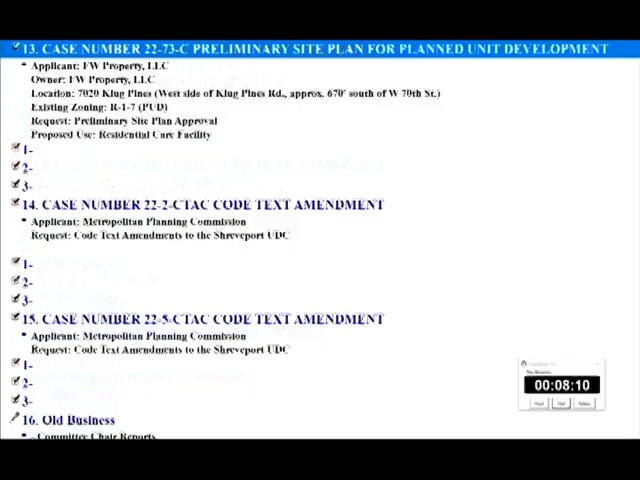 13. CASE NUMBER 22-73-C PRELIMINARY SITE PLAN FOR PLANNED UNIT DEVELOPMENT
Applicant: FW Property, LLC
Owner: FW Property, LLC
Location: 7020 Klug Pines (West side of Klug Pines Rd., approx. 670' south of W 70th St.)
Existing Zoning: R-1-7 (PUD)
Request: Preliminary Site Plan Approval
Proposed Use: Residential Care Facility
1-
2-
3-
14. CASE NUMBER 22-2-CTAC CODE TEXT AMENDMENT
Applicant: Metropolitan Planning Commission
Request: Code Text Amendments to the Shreveport UDC
1-
2-
3-
15. CASE NUMBER 22-5-CTAC CODE TEXT AMENDMENT
Applicant: Metropolitan Planning Commission
Request: Code Text Amendments to the Shreveport UDC
1-
2-
00:08:10
3-
16. Old Business
- Committee Chair Reports